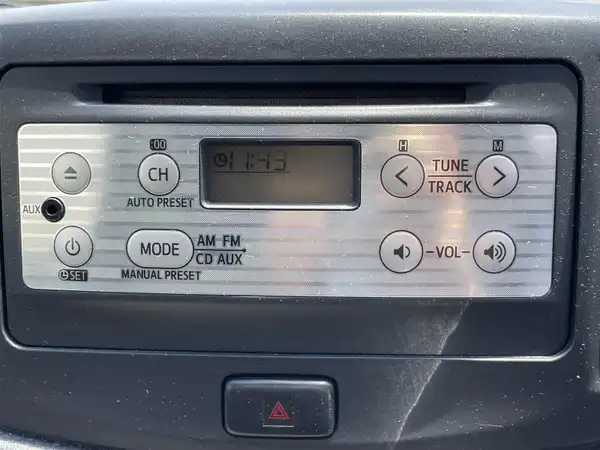 :00
H
M
11:43
CH
TUNE
TRACK
AUTO PRESET
AUX
MODE
AM FM
CD AUX
VOL
SET
MANUAL PRESET